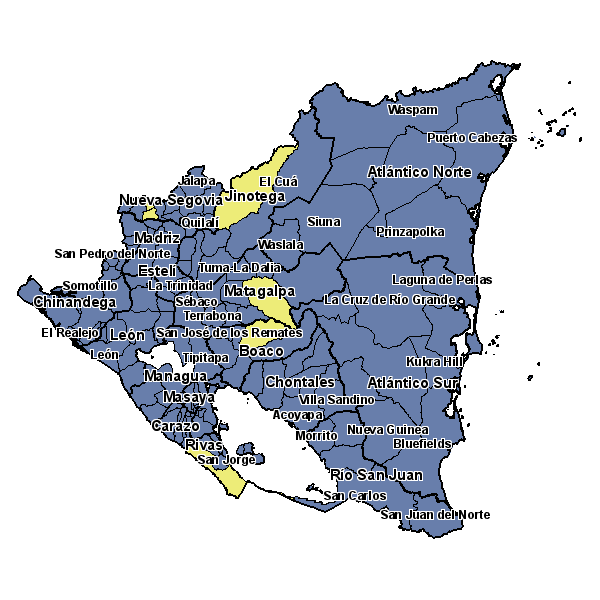 Waspam
Puerto Cabezas
Atlántico Norte
Jalapa
El Cuá
Nueva Segovia
Jinotega
Quilalí
Siuna
Prinzapolka
Madriz
Waslala
San Pedro del Norte
Estelí
Tuma-La Dalia
Laguna de Perlas
Somotillo
La Trinidad
Matagalpa
Chinandega
Sébaco
La Cruz de Río Grande
Terrabona
El Realejo
León
San José de los Remates
León
Tipitapa
Boaco
Kukra Hill
Managua
Chontales
Atlántico Sur
Masaya
Villa Sandino
Acoyapa
Carazo
Morrito
Nueva Guinea
Rivas
Bluefields
San Jorge
Río San Juan
San Carlos
San Juan del Norte